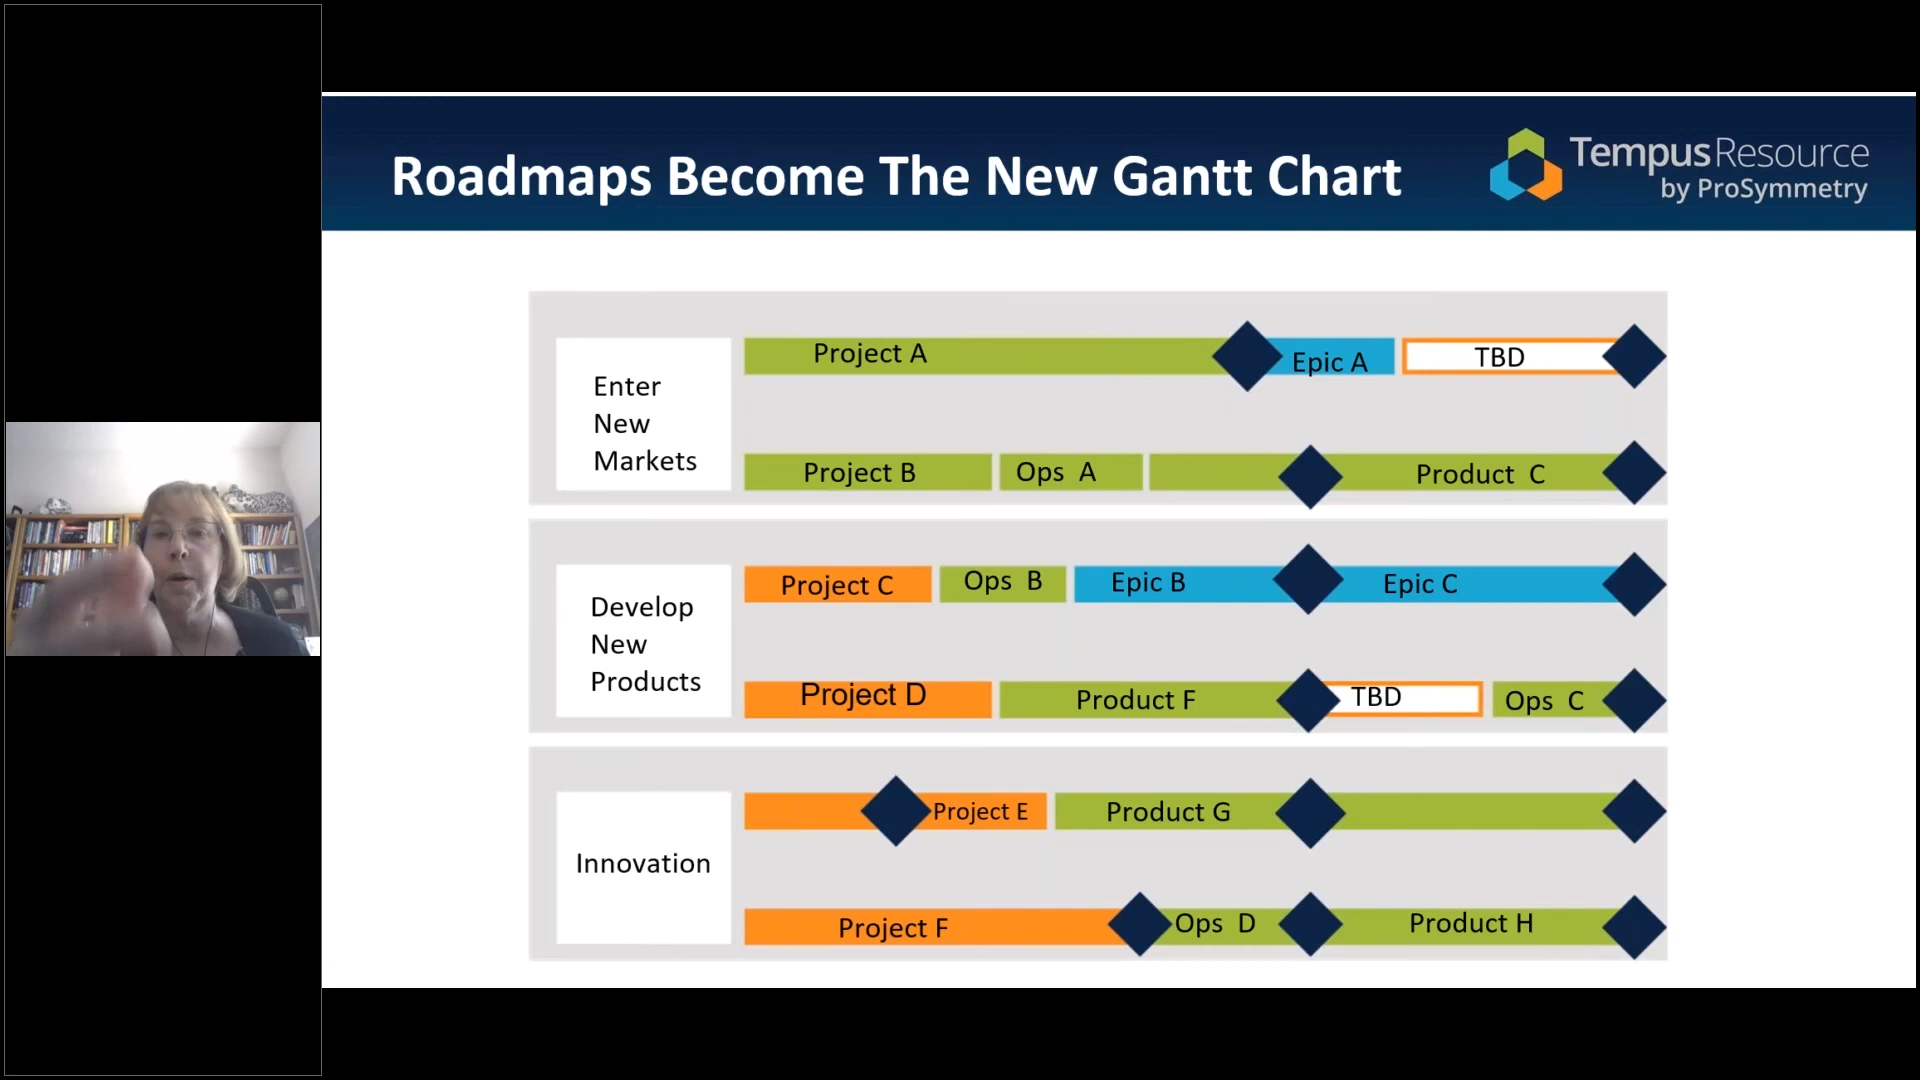 Roadmaps Become The New Gantt Chart
TempusResource
by ProSymmetry
Enter
New
Markets
Project A
Epic A
TBD
Project B
Ops A
Product C
Develop
New
Products
Project C
Ops B
Epic B
Epic C
Project D
Product F
TBD
Ops C
Innovation
Project E
Product G
Project F
Ops D
Product H